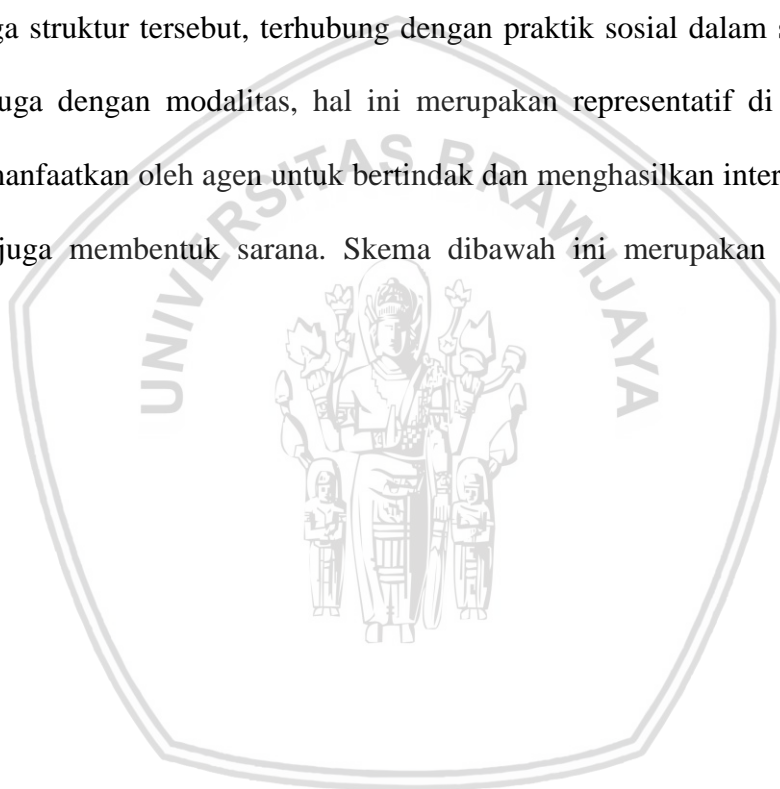 ga struktur tersebut, terhubung dengan praktik sosial dalam s
uga dengan modalitas, hal ini merupakan representatif di
nanfaatkan oleh agen untuk bertindak dan menghasilkan inter
juga membentuk sarana. Skema dibawah ini merupakan
UNIVERSITAS BRAWIJAYA